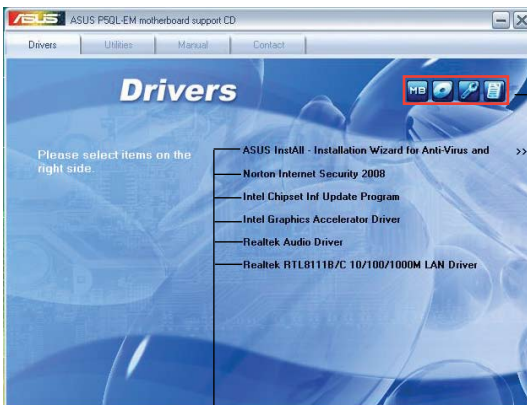 ASUS ASUS P5QL-EM motherboard support CD
Drivers Utilities Manual Contact
Drivers
MB
Please select items on the
right side.
ASUS InstAll - Installation Wizard for Anti-Virus and >>
Norton Internet Security 2008
Intel Chipset Inf Update Program
Intel Graphics Accelerator Driver
Realtek Audio Driver
Realtek RTL8111B/C 10/100/1000M LAN Driver